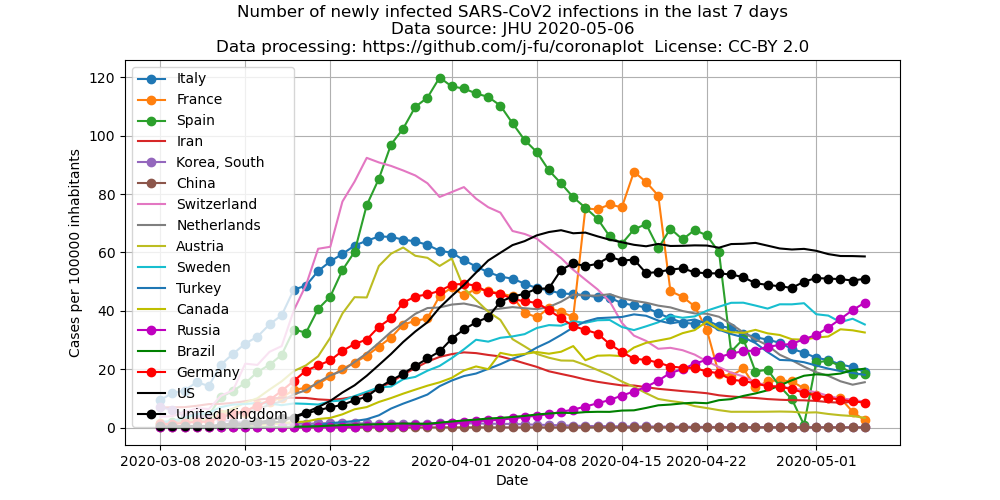 Number of newly infected SARS-CoV2 infections in the last 7 days
Data source: JHU 2020-05-06
Data processing: https://github.com/j-fu/coronaplot License: CC-BY 2.0
Cases per 100000 inhabitants
120
100
80
60
40
20
0
Italy
France
Spain
Iran
Korea, South
China
Switzerland
Netherlands
Austria
Sweden
Turkey
Canada
Russia
Brazil
Germany
US
United Kingdom
2020-03-08 2020-03-15 2020-03-22 2020-04-01 2020-04-08 2020-04-15 2020-04-22 2020-05-01
Date